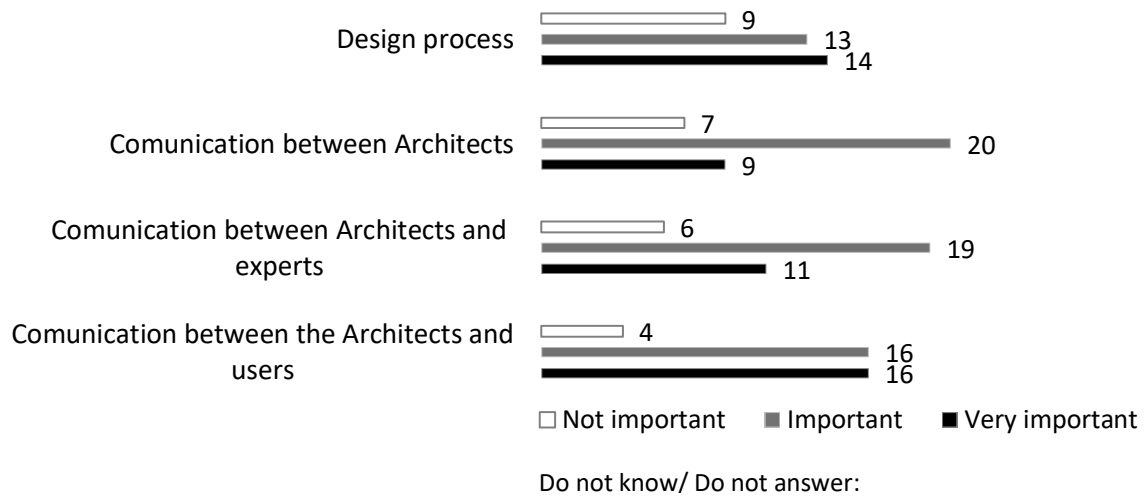 Design process
9
13
14
Comunication between Architects
7
20
9
Comunication between Architects and
experts
6
19
11
Comunication between the Architects and
users
4
16
16
Not important Important Very important
Do not know/ Do not answer: